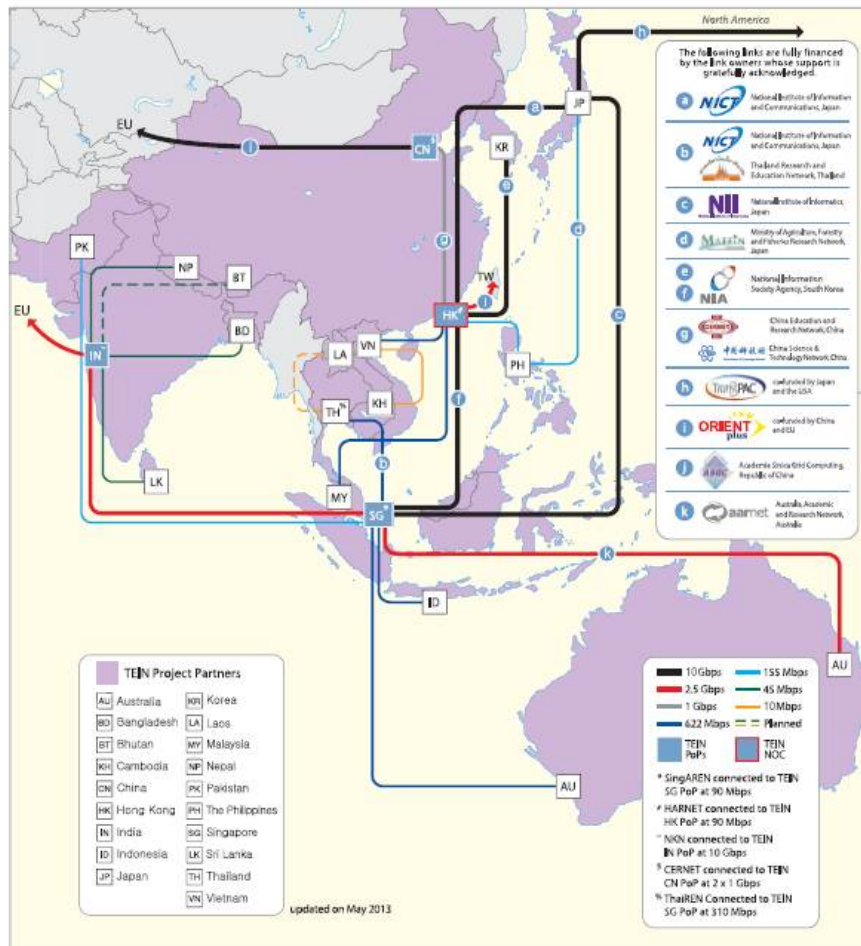 North America
h
EU
EU
l
CN §
a
JP
KR
e
d
g
c
PK
NP
BT
BD
IN ~
LK
TW
j
HK #
VN
LA
TH %
KH
PH
f
b
MY
SG *
k
ID
AU
AU
The following links are fully financed
by the link owners whose support is
gratefully acknowledged.
a NICT National Institute of Information
and Communications, Japan
b NICT National Institute of Information
and Communications, Japan
Thailand Research and
Education Network, Thailand
c NII National Institute of Informatics,
Japan
d MAFFIN Ministry of Agriculture, Forestry
and Fisheries Research Network,
Japan
e
f NIA National Information
Society Agency, South Korea
g China Education and
Research Network, China
China Science &
Technology Network, China
h TransPAC co-funded by Japan
and the USA
i ORIENT plus co-funded by China
and EU
j ASGC Academia Sinica Grid Computing,
Republic of China
k aarnet Australia, Academic
and Research Network,
Australia
TEIN Project Partners
AU Australia
BD Bangladesh
BT Bhutan
KH Cambodia
CN China
HK Hong Kong
IN India
ID Indonesia
JP Japan
KR Korea
LA Laos
MY Malaysia
NP Nepal
PK Pakistan
PH The Philippines
SG Singapore
LK Sri Lanka
TH Thailand
VN Vietnam
updated on May 2013
10 Gbps
2.5 Gbps
1 Gbps
622 Mbps
155 Mbps
45 Mbps
10 Mbps
Planned
TEIN
PoPs
TEIN
NOC
* SingAREN connected to TEIN
SG PoP at 90 Mbps
# HARNET connected to TEIN
HK PoP at 90 Mbps
~ NKN connected to TEIN
IN PoP at 10 Gbps
§ CERNET connected to TEIN
CN PoP at 2 x 1 Gbps
% ThaiREN Connected to TEIN
SG PoP at 310 Mbps